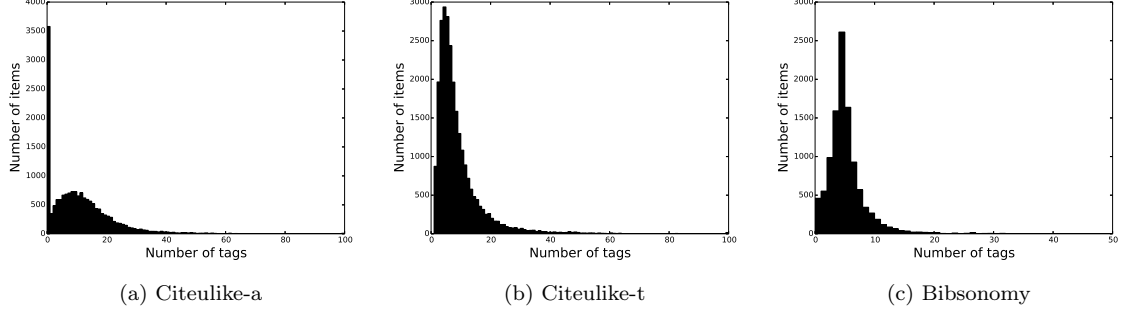 4000
3500
3000
2500
2000
1500
1000
500
0
0 20 40 60 80 100
Number of items
Number of tags
(a) Citeulike-a
3000
2500
2000
1500
1000
500
0
0 20 40 60 80 100
Number of items
Number of tags
(b) Citeulike-t
3000
2500
2000
1500
1000
500
0
0 10 20 30 40 50
Number of items
Number of tags
(c) Bibsonomy